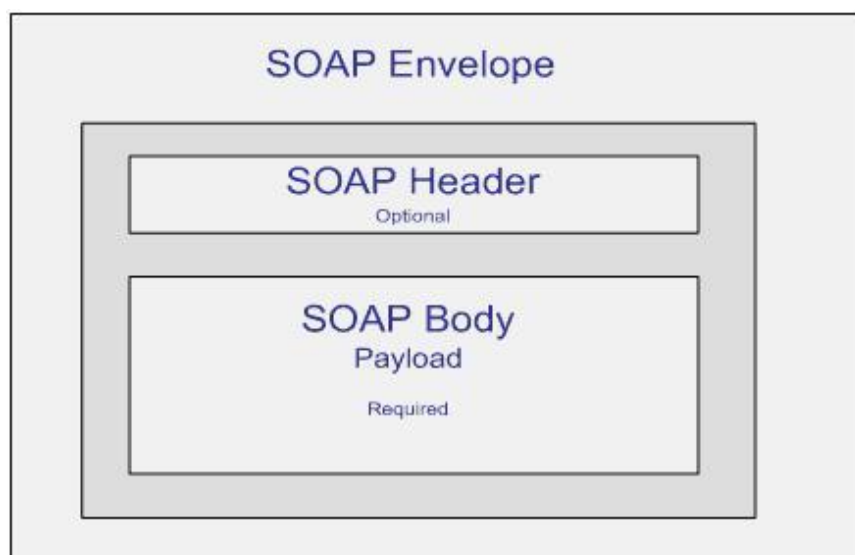 SOAP Envelope
SOAP Header
Optional
SOAP Body
Payload
Required